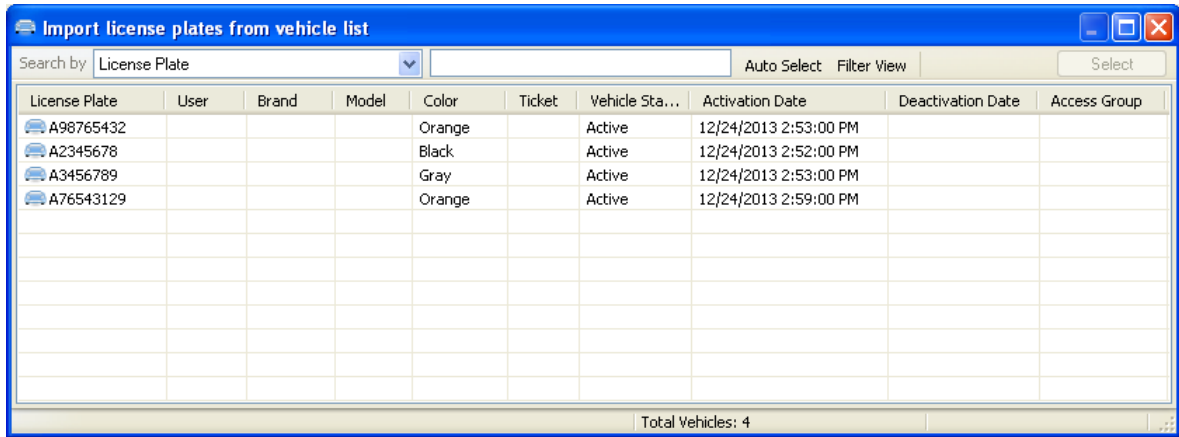 Import license plates from vehicle list
Search by License Plate Auto Select Filter View Select
License Plate User Brand Model Color Ticket Vehicle Sta... Activation Date Deactivation Date Access Group
A98765432 Orange Active 12/24/2013 2:53:00 PM
A2345678 Black Active 12/24/2013 2:52:00 PM
A3456789 Gray Active 12/24/2013 2:53:00 PM
A76543129 Orange Active 12/24/2013 2:59:00 PM
Total Vehicles: 4